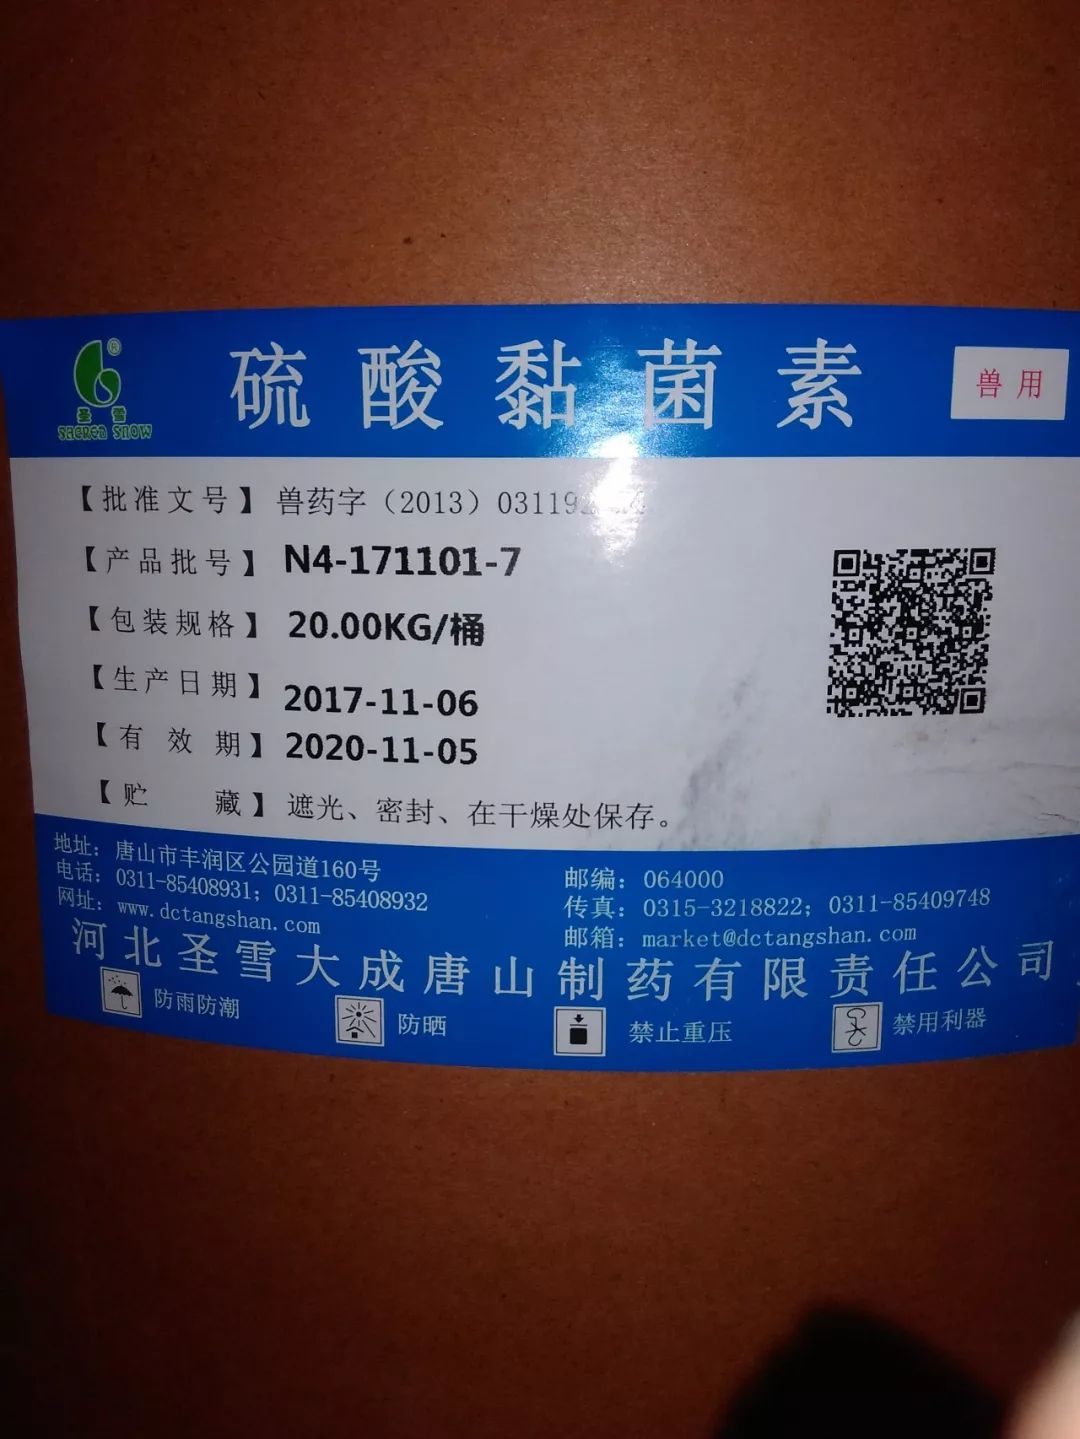 圣雪
SACRED SNOW
®
硫酸黏菌素
兽用
【批准文号】兽药字（2013）03119
【产品批号】N4-171101-7
【包装规格】20.00KG/桶
【生产日期】2017-11-06
【有效期】2020-11-05
【贮藏】遮光、密封、在干燥处保存。
地址：唐山市丰润区公园道160号
电话：0311-85408931；0311-85408932
网址：www.dctangshan.com
邮编：064000
传真：0315-3218822；0311-85409748
邮箱：market@dctangshan.com
河北圣雪大成唐山制药有限责任公司
防雨防潮
防晒
禁止重压
禁用利器